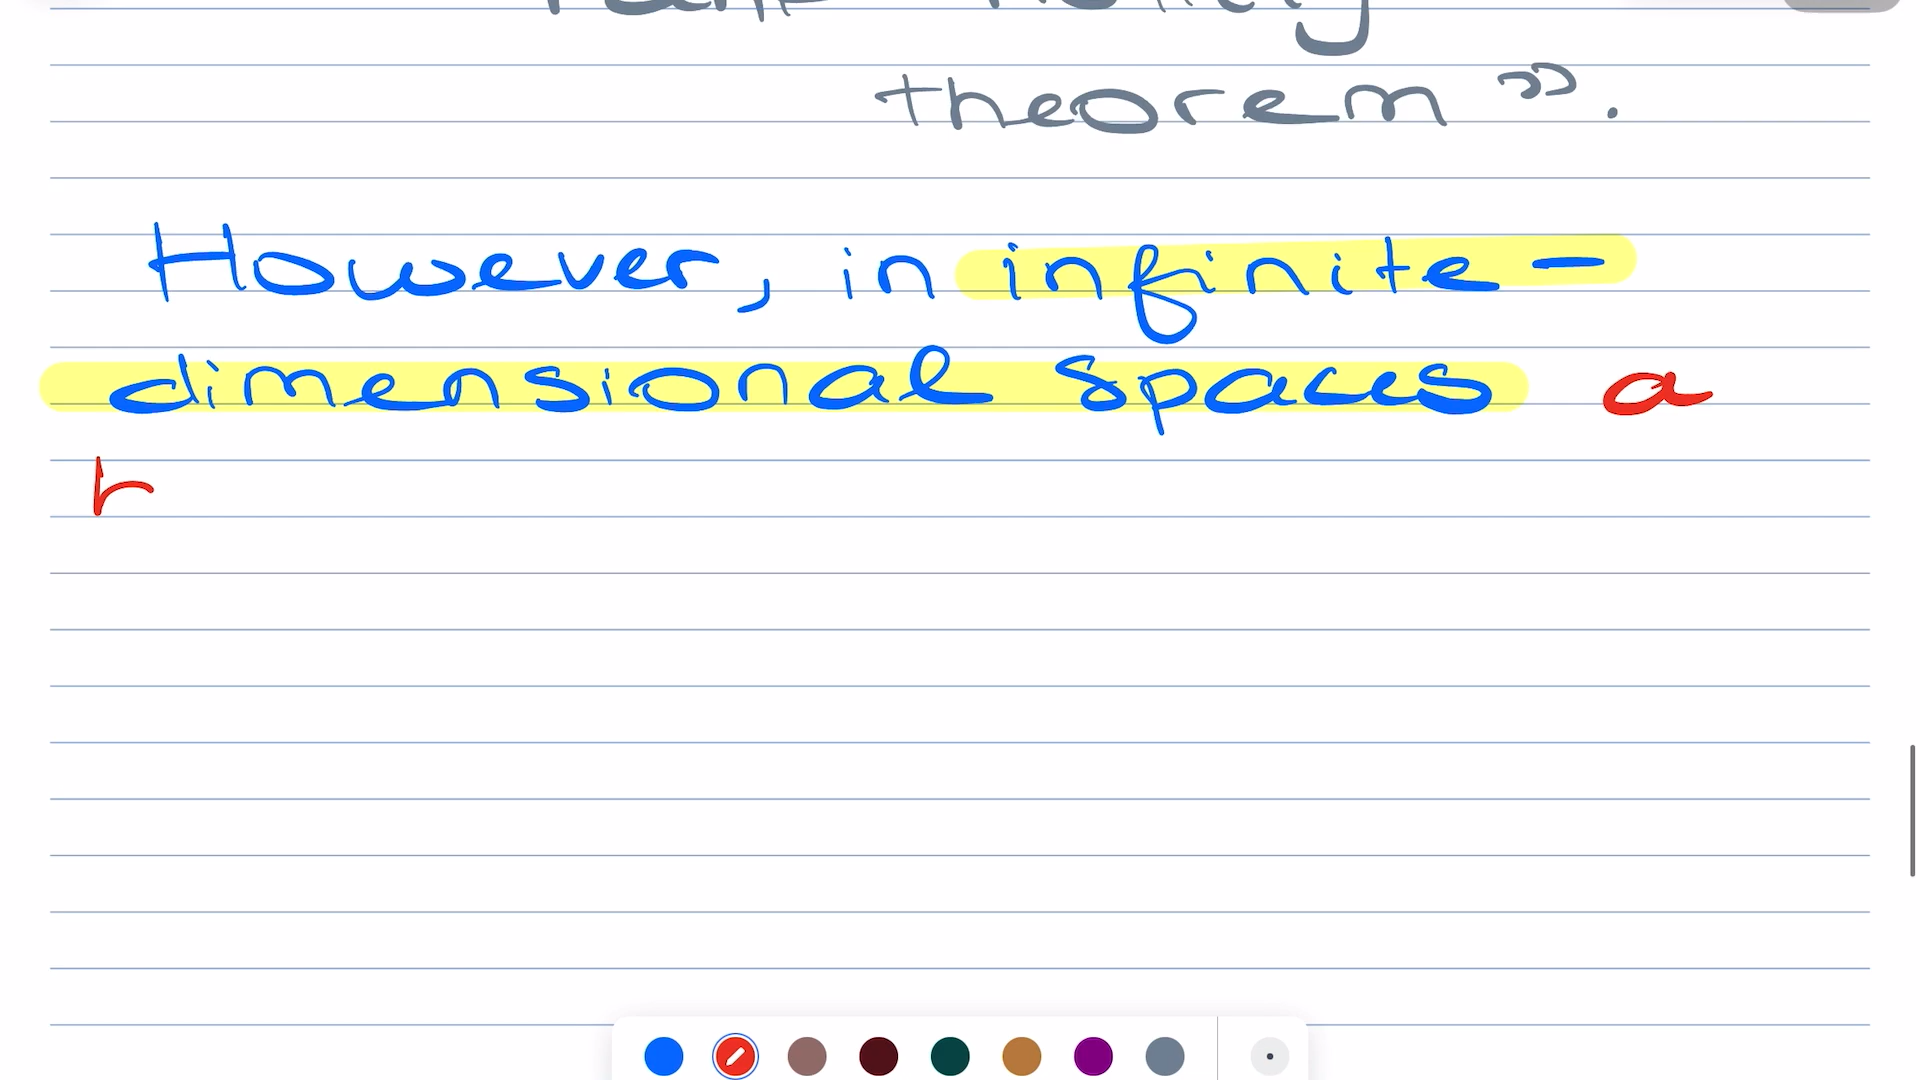 theorem”.
However, in infinite-
dimensional spaces a
r